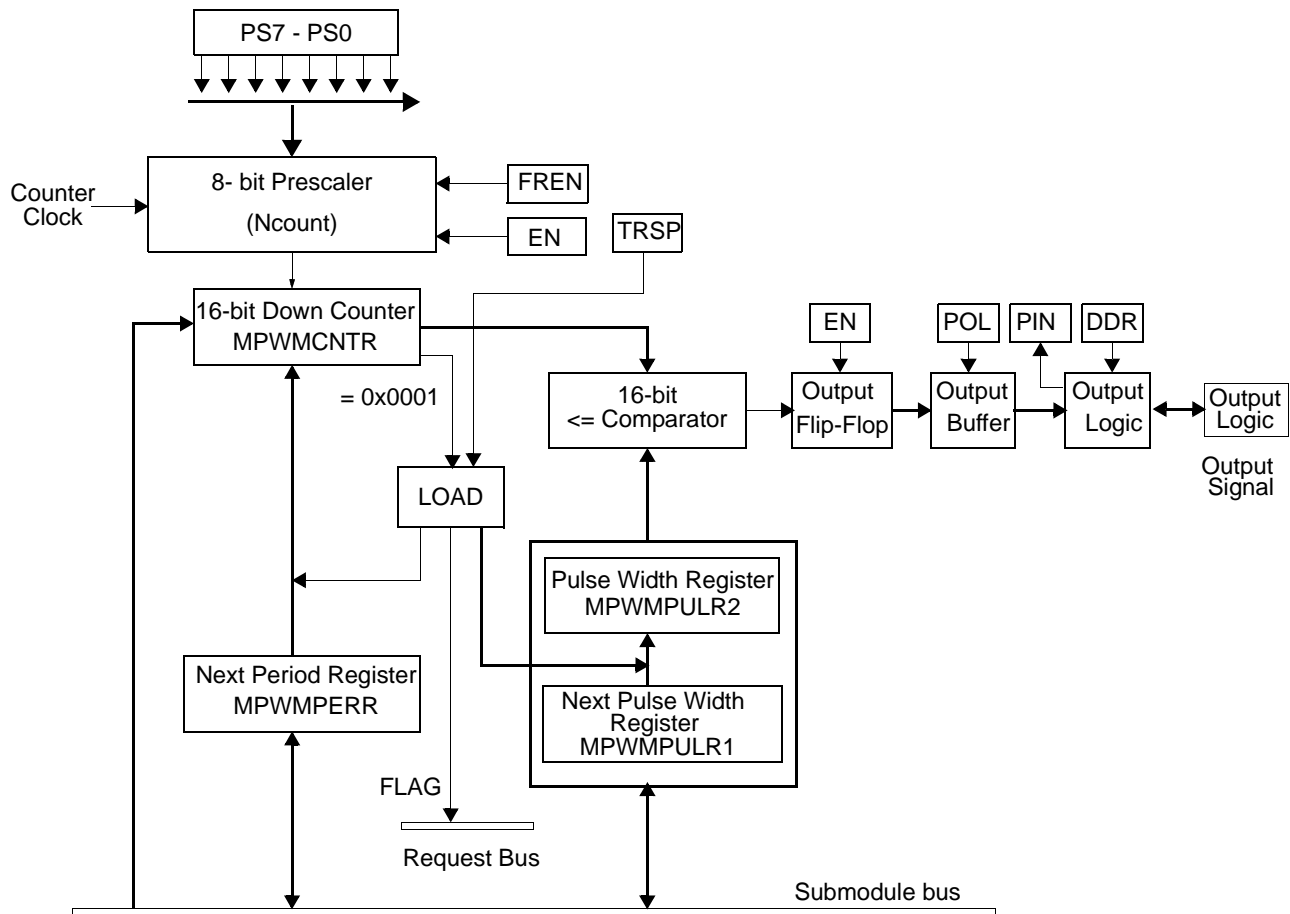 PS7 - PS0
8- bit Prescaler
(Ncount)
Counter
Clock
FREN
EN
TRSP
16-bit Down Counter
MPWMCNTR
= 0x0001
16-bit
<= Comparator
EN
POL
PIN
DDR
Output
Flip-Flop
Output
Buffer
Output
Logic
Output
Logic
Output
Signal
LOAD
Pulse Width Register
MPWMPULR2
Next Period Register
MPWMPERR
Next Pulse Width
Register
MPWMPULR1
FLAG
Request Bus
Submodule bus